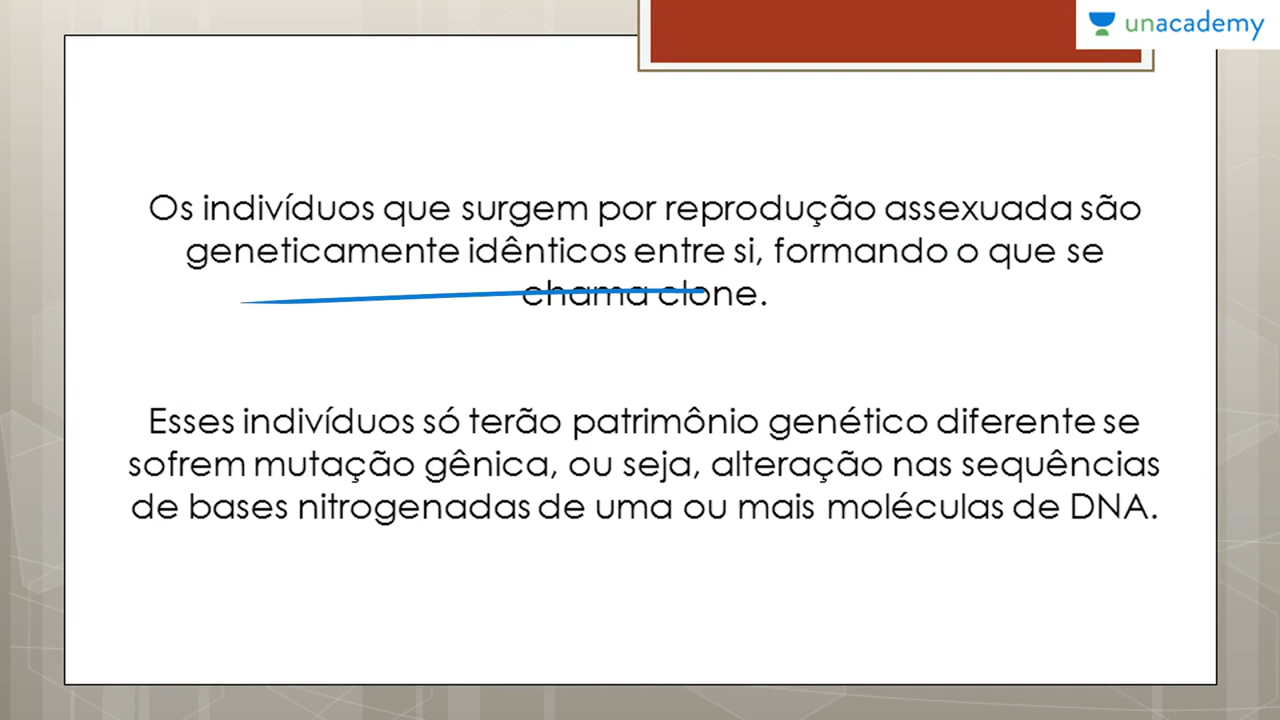 unacademy
Os indivíduos que surgem por reprodução assexuada são
geneticamente idênticos entre si, formando o que se
chama clone.
Esses indivíduos só terão patrimônio genético diferente se
sofrem mutação gênica, ou seja, alteração nas sequências
de bases nitrogenadas de uma ou mais moléculas de DNA.